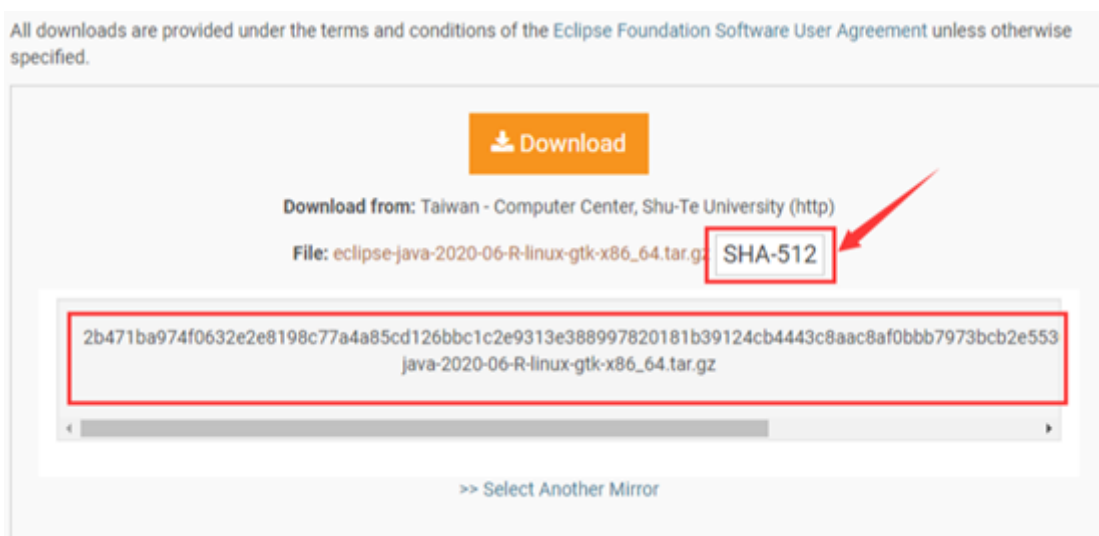 All downloads are provided under the terms and conditions of the Eclipse Foundation Software User Agreement unless otherwise
specified.
Download
Download from: Taiwan - Computer Center, Shu-Te University (http)
File: eclipse-java-2020-06-R-linux-gtk-x86_64.tar.gz SHA-512
2b471ba974f0632e2e8198c77a4a85cd126bbc1c2e9313e388997820181b39124cb4443c8aac8af0bbb7973bcb2e553
java-2020-06-R-linux-gtk-x86_64.tar.gz
>> Select Another Mirror